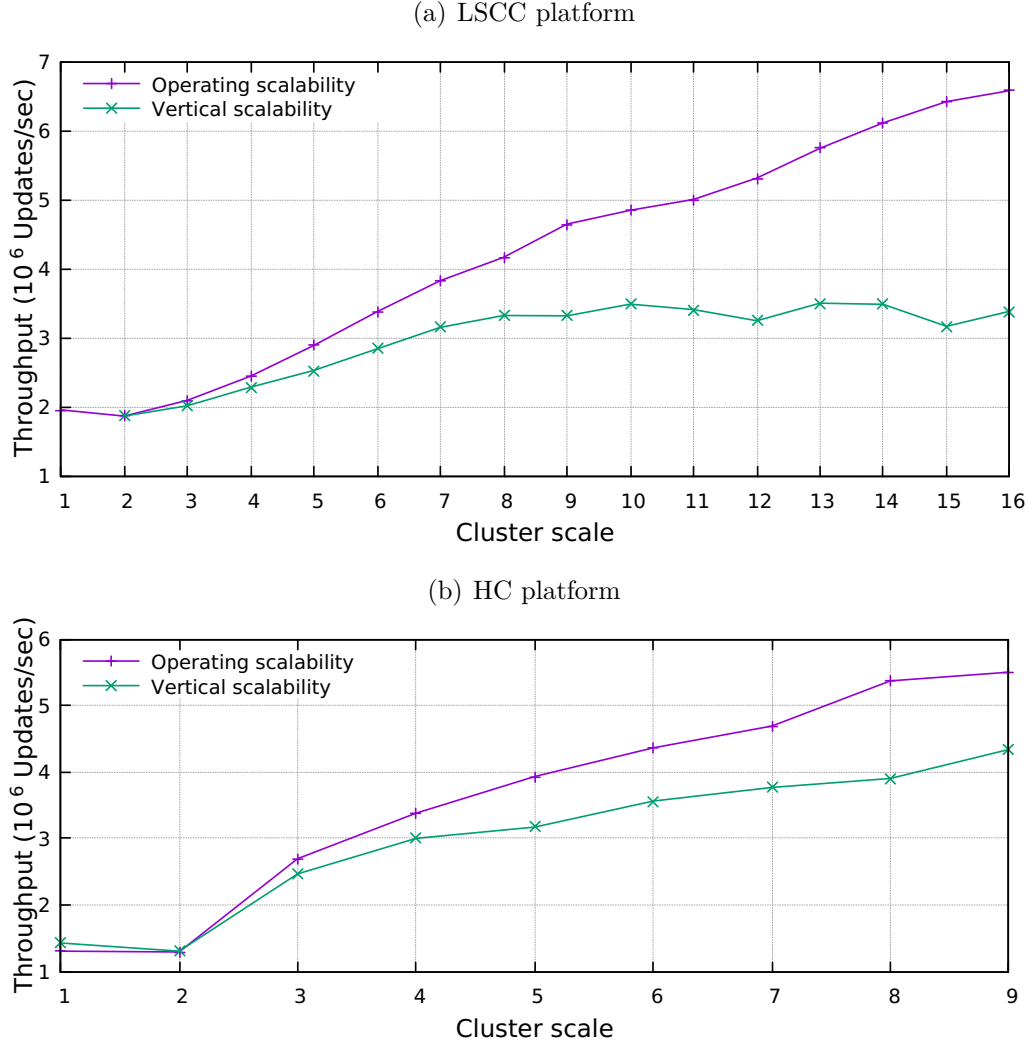 (a) LSCC platform
7
6
5
4
3
2
1
Throughput (10^6 Updates/sec)
Operating scalability
Vertical scalability
1 2 3 4 5 6 7 8 9 10 11 12 13 14 15 16
Cluster scale
(b) HC platform
6
5
4
3
2
1
Throughput (10^6 Updates/sec)
Operating scalability
Vertical scalability
1 2 3 4 5 6 7 8 9
Cluster scale